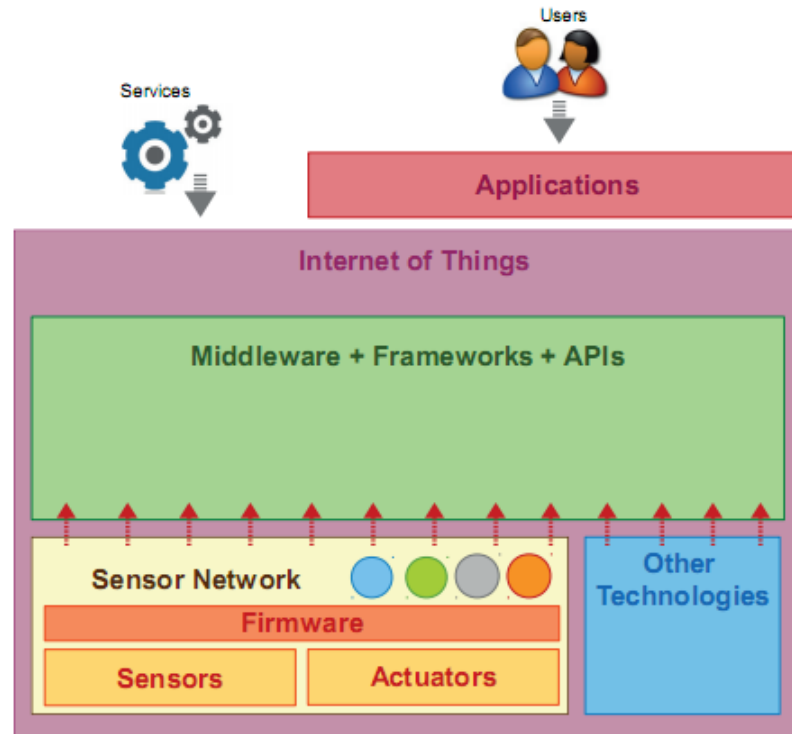 Users
Services
Applications
Internet of Things
Middleware + Frameworks + APIs
Sensor Network
Other
Technologies
Firmware
Sensors
Actuators